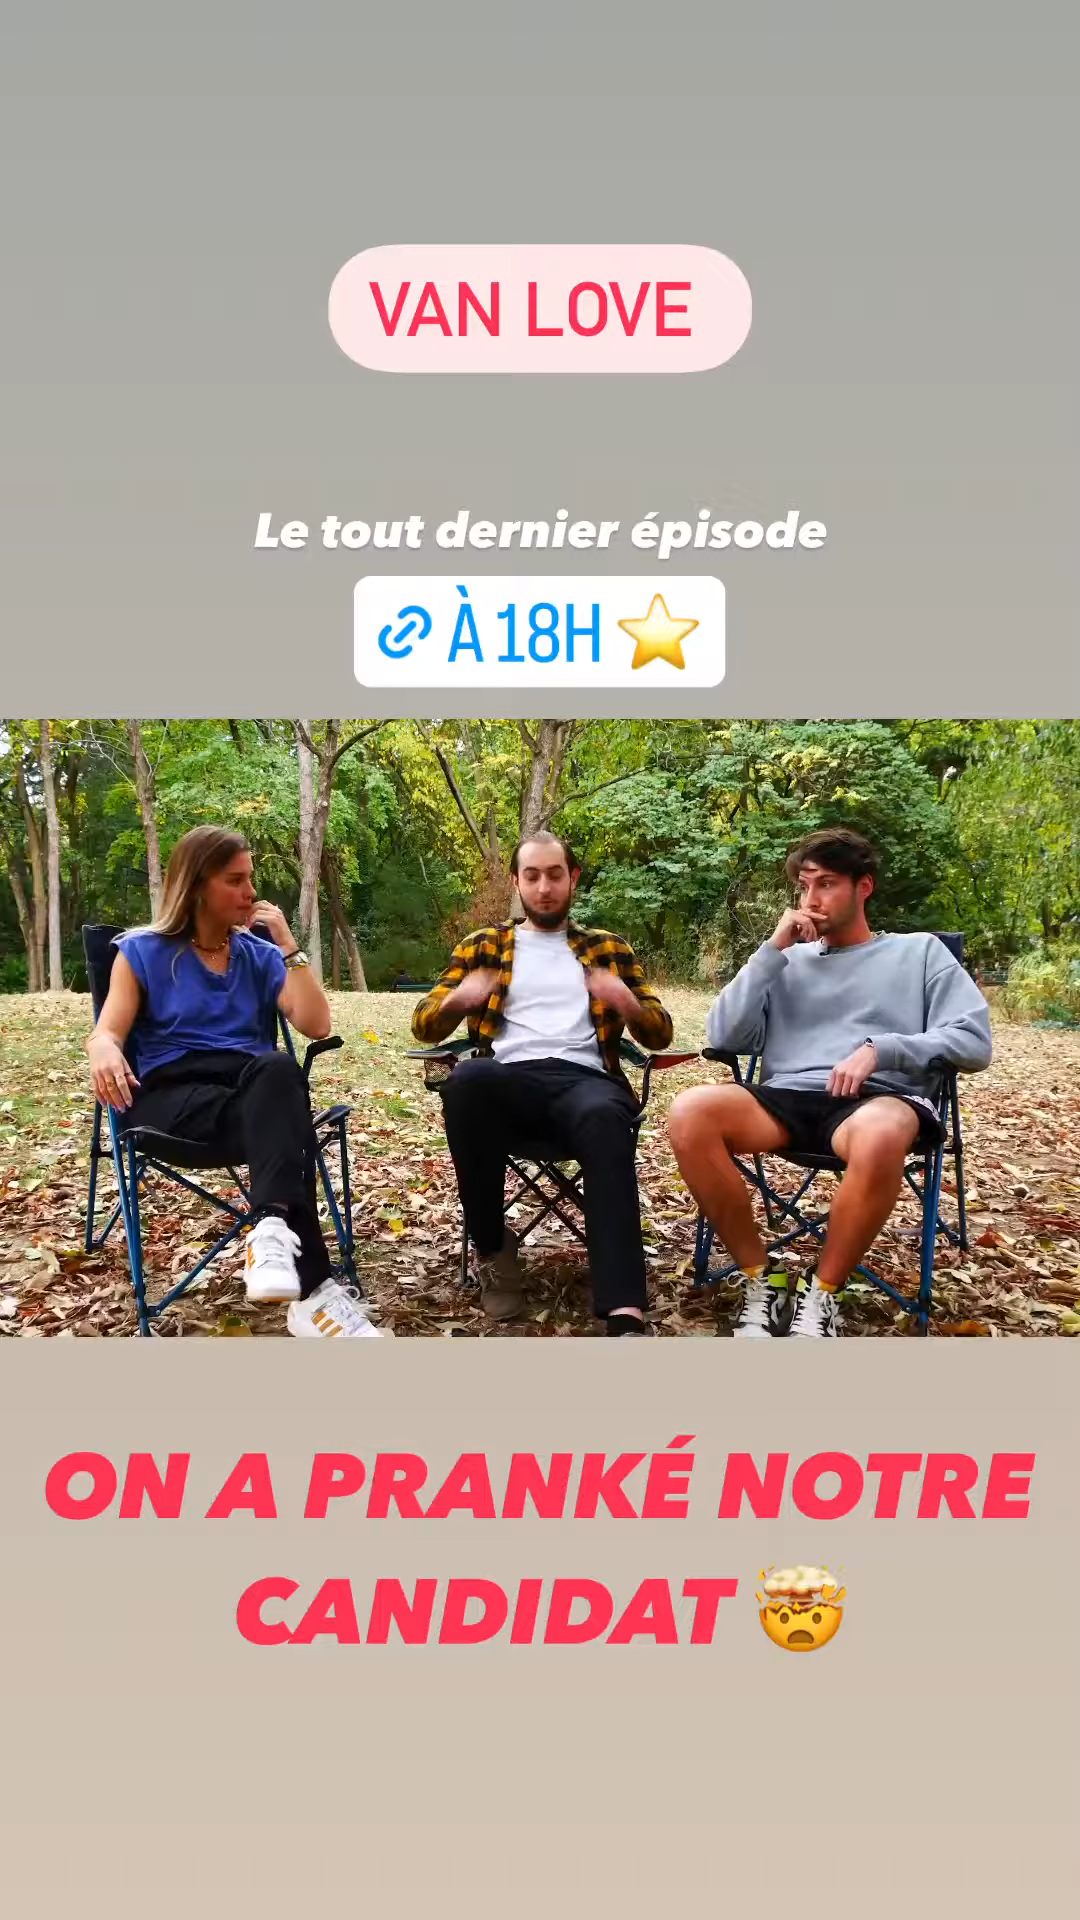 VAN LOVE
Le tout dernier épisode
À 18H
ON A PRANKÉ NOTRE
CANDIDAT